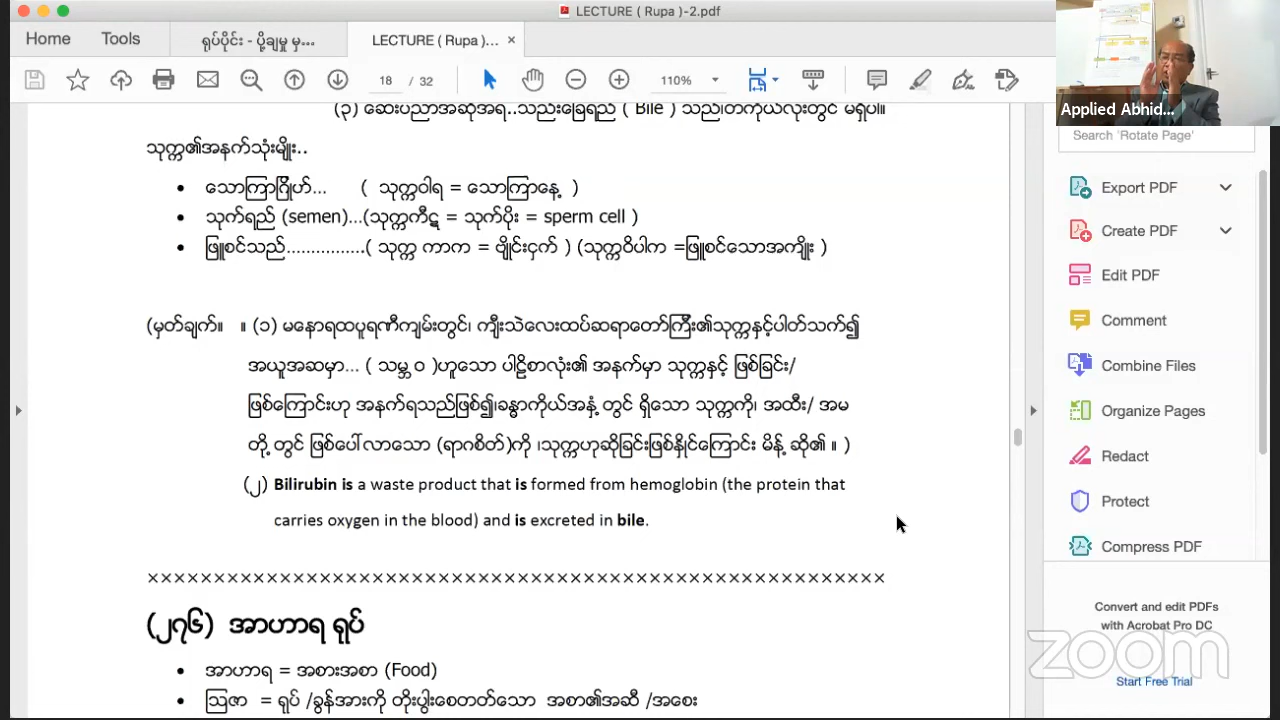 LECTURE ( Rupa )-2.pdf
Home
Tools
ရုပ်ပိုင်း - ပို့ချမှု မှ...
LECTURE ( Rupa )... ×
18 / 32
110%
(၃) ဆေးပညာအဆိုအရ..သည်းခြေရည် ( Bile ) သည်၊တစ်ကိုယ်လုံးတွင် မရှိပါ။
သုက္က၏အနက်သုံးမျိုး..
• သောကြာဂြိုဟ်... ( သုက္ကဝါရ = သောကြာနေ့ )
• သုက်ရည် (semen)...(သုက္ကကီဋ = သုက်ပိုး = sperm cell )
• ဖြူစင်သည်...............( သုက္က ကာက = ဗျိုင်းငှက် ) (သုက္ကဝိပါက =ဖြူစင်သောအကျိုး )
(မှတ်ချက်။ ။ (၁) မနောရထပူရဏီကျမ်းတွင်၊ ကျီးသဲလေးထပ်ဆရာတော်ကြီး၏သုက္ကနှင့်ပါတ်သက်၍
အယူအဆမှာ... ( သမ္ဘဝ )ဟူသော ပါဠိစာလုံး၏ အနက်မှာ သုက္ကနှင့် ဖြစ်ခြင်း/
ဖြစ်ကြောင်းဟု အနက်ရသည်ဖြစ်၍၊ခန္ဓာကိုယ်အနှံ့ တွင် ရှိသော သုက္ကကို၊ အထီး/ အမ
တို့ တွင် ဖြစ်ပေါ်လာသော (ရာဂစိတ်)ကို ၊သုက္ကဟုဆိုခြင်းဖြစ်နိုင်ကြောင်း မိန့် ဆို၏ ။ )
(၂) Bilirubin is a waste product that is formed from hemoglobin (the protein that
carries oxygen in the blood) and is excreted in bile.
××××××××××××××××××××××××××××××××××××××××××××××××××××××××
(၂၇၆) အာဟာရ ရုပ်
• အာဟာရ = အစားအစာ (Food)
• ဩဇာ = ရုပ် /ခွန်အားကို တိုးပွါးစေတတ်သော အစာ၏အဆီ /အစေး
Applied Abhid...
Search 'Rotate Page'
Export PDF
Create PDF
Edit PDF
Comment
Combine Files
Organize Pages
Redact
Protect
Compress PDF
Convert and edit PDFs
with Acrobat Pro DC
Start Free Trial
zoom